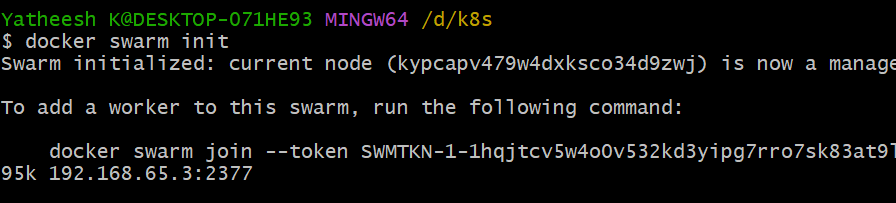 Yatheesh K@DESKTOP-071HE93 MINGW64 /d/k8s
$ docker swarm init
Swarm initialized: current node (kypcapv479w4dxksco34d9zwj) is now a manage
To add a worker to this swarm, run the following command:
docker swarm join --token SWMTKN-1-1hqjtcv5w4o0v532kd3yipg7rro7sk83at9l
95k 192.168.65.3:2377